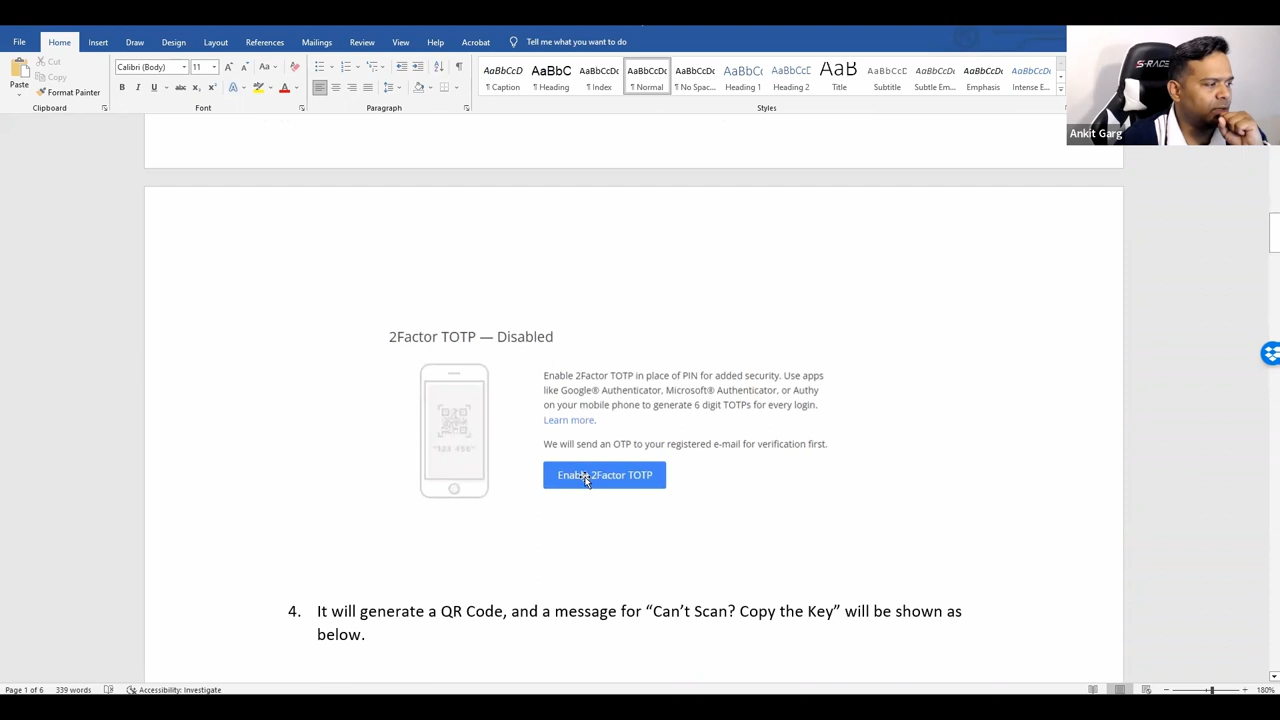 File Home Insert Draw Design Layout References Mailings Review View Help Acrobat Tell me what you want to do
Paste Cut Copy Format Painter
Calibri (Body) 11
AaBbCcD AaBbC AaBbCcDc AaBbCcDc AaBbCcDc AaBbCc AaBbCcD AaB AaBbCcD AaBbCcDc AaBbCcDc AaBbCcDc
¶ Caption ¶ Heading ¶ Index ¶ Normal ¶ No Spac... Heading 1 Heading 2 Title Subtitle Subtle Em... Emphasis Intense E...
Clipboard Font Paragraph Styles
S-RACE
Ankit Garg
2Factor TOTP — Disabled
Enable 2Factor TOTP in place of PIN for added security. Use apps
like Google® Authenticator, Microsoft® Authenticator, or Authy
on your mobile phone to generate 6 digit TOTPs for every login.
Learn more.
"123 456"
We will send an OTP to your registered e-mail for verification first.
Enable 2Factor TOTP
4. It will generate a QR Code, and a message for “Can’t Scan? Copy the Key” will be shown as
below.
Page 1 of 6 339 words Accessibility: Investigate 180%